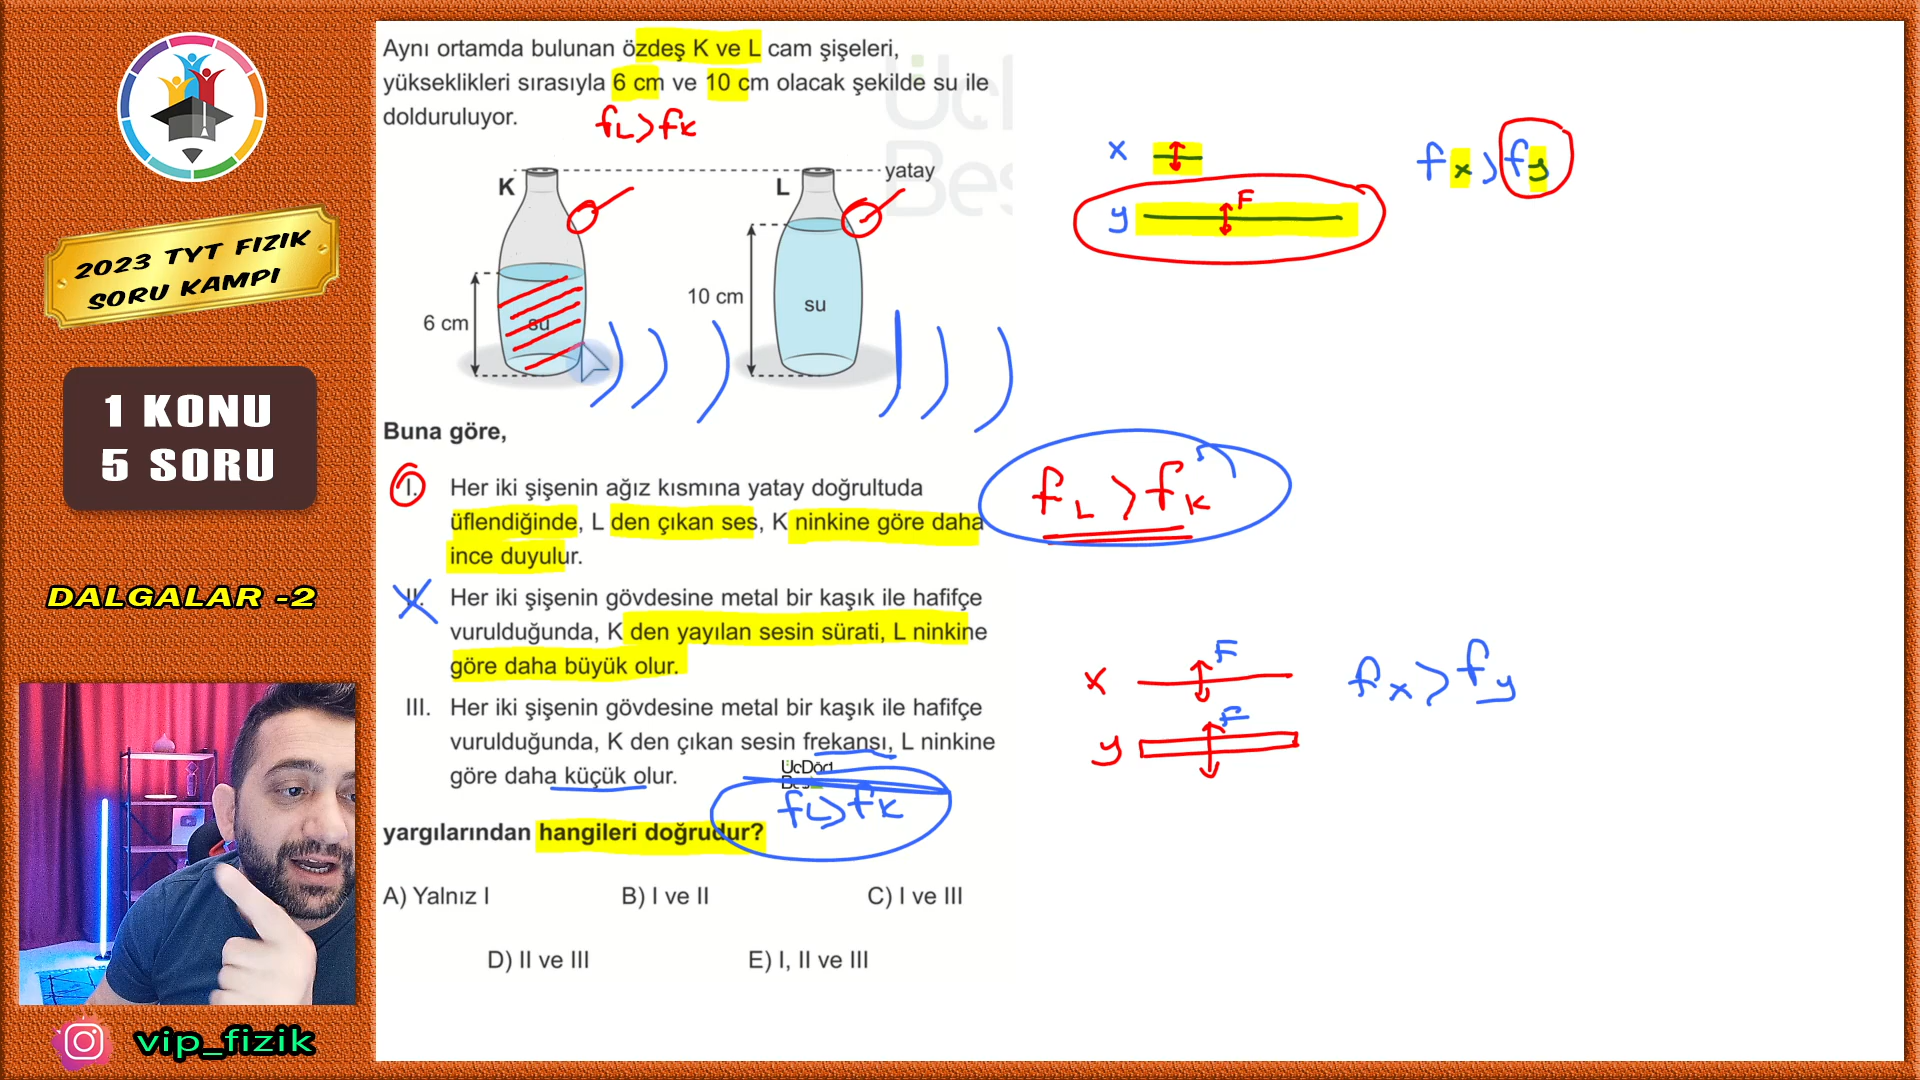 2023 TYT FIZIK
SORU KAMPI
1 KONU
5 SORU
DALGALAR -2
vip_fizik
Aynı ortamda bulunan özdeş K ve L cam şişeleri,
yükseklikleri sırasıyla 6 cm ve 10 cm olacak şekilde su ile
dolduruluyor.
fL > fK
K
L
yatay
6 cm
su
10 cm
su
Buna göre,
I. Her iki şişenin ağız kısmına yatay doğrultuda
üflendiğinde, L den çıkan ses, K ninkine göre daha
ince duyulur.
II. Her iki şişenin gövdesine metal bir kaşık ile hafifçe
vurulduğunda, K den yayılan sesin sürati, L ninkine
göre daha büyük olur.
III. Her iki şişenin gövdesine metal bir kaşık ile hafifçe
vurulduğunda, K den çıkan sesin frekansı, L ninkine
göre daha küçük olur.
ÜçDört
Beş
fL > fK
yargılarından hangileri doğrudur?
A) Yalnız I
B) I ve II
C) I ve III
D) II ve III
E) I, II ve III
x
y F
fx > fy
fL > fK
x F
y F
fx > fy